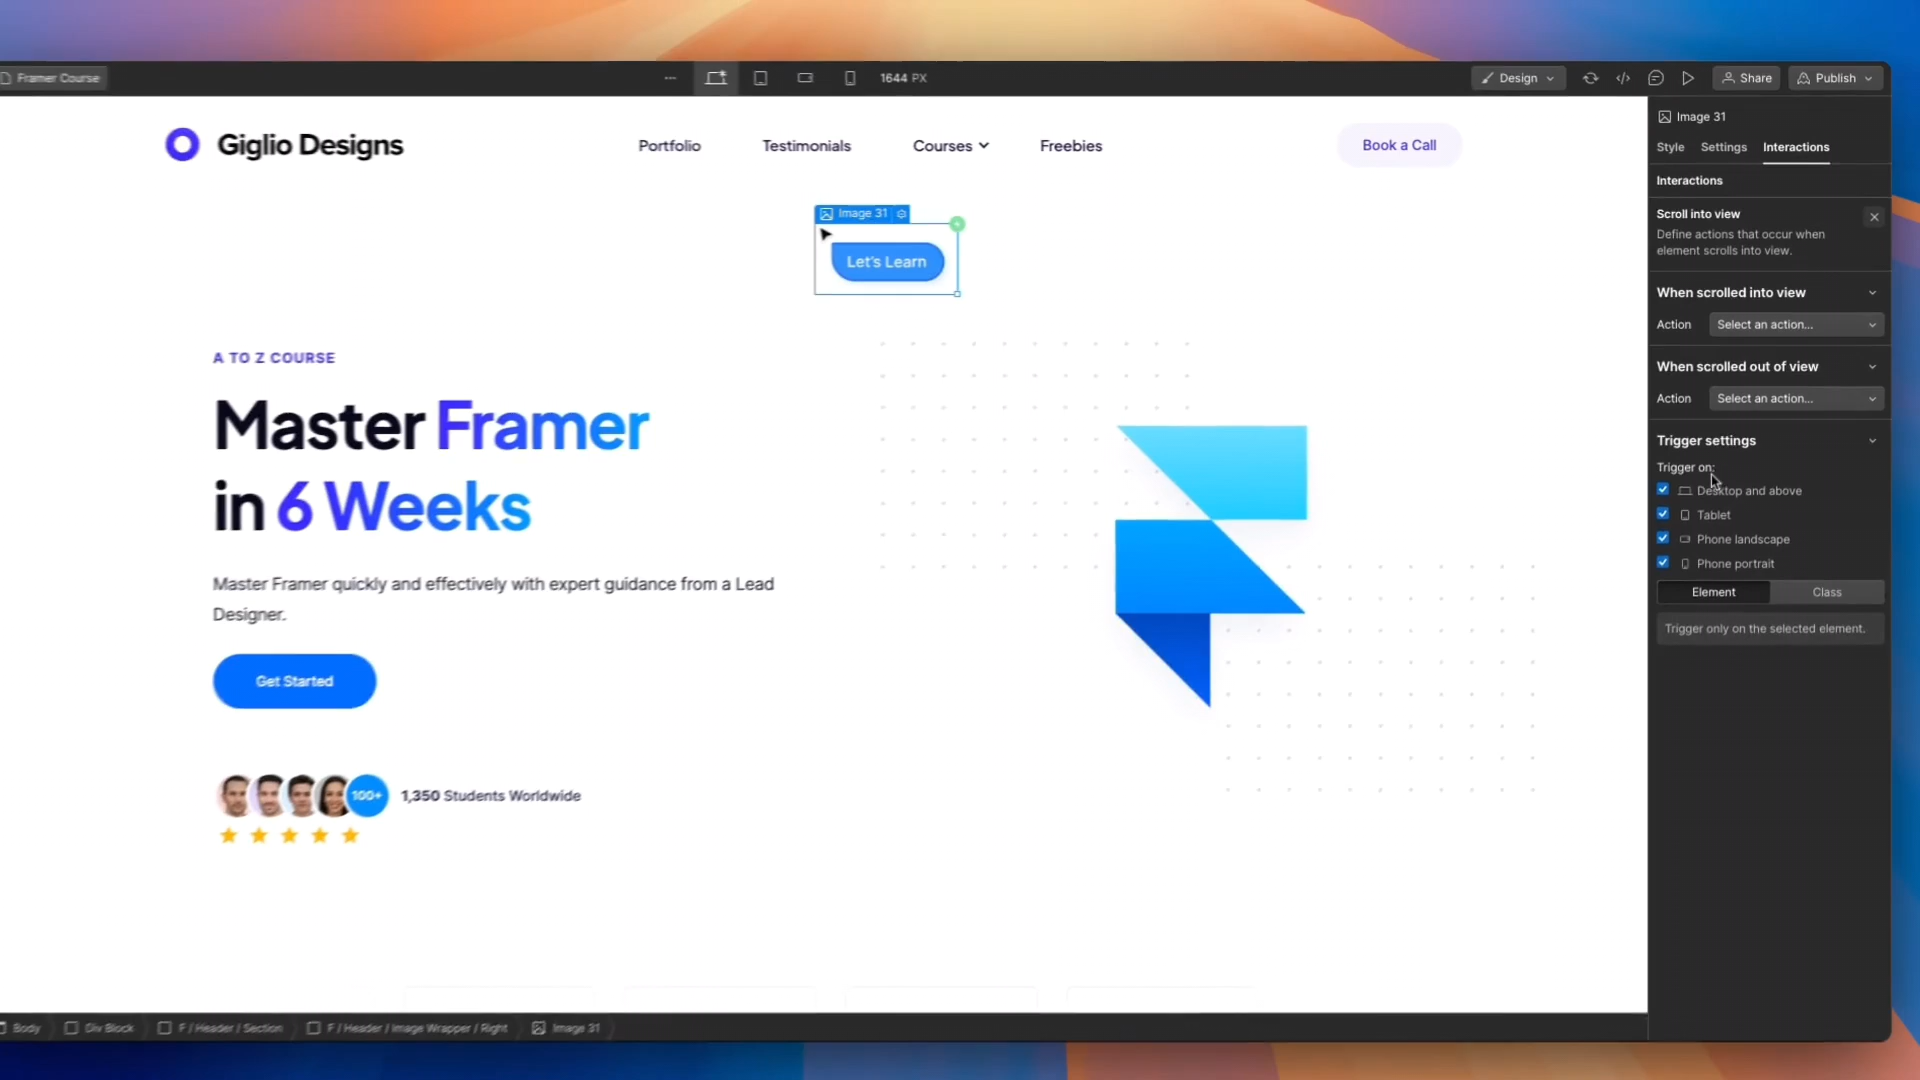 Framer Course
1644 PX
Design
Share
Publish
Giglio Designs
Portfolio
Testimonials
Courses
Freebies
Book a Call
Image 31
Let's Learn
A TO Z COURSE
Master Framer
in 6 Weeks
Master Framer quickly and effectively with expert guidance from a Lead
Designer.
Get Started
100+
1,350 Students Worldwide
Image 31
Style
Settings
Interactions
Interactions
Scroll into view
Define actions that occur when
element scrolls into view.
When scrolled into view
Action
Select an action...
When scrolled out of view
Action
Select an action...
Trigger settings
Trigger on:
Desktop and above
Tablet
Phone landscape
Phone portrait
Element
Class
Trigger only on the selected element.
Body
Div Block
F / Header / Section
F / Header / Image Wrapper / Right
Image 31